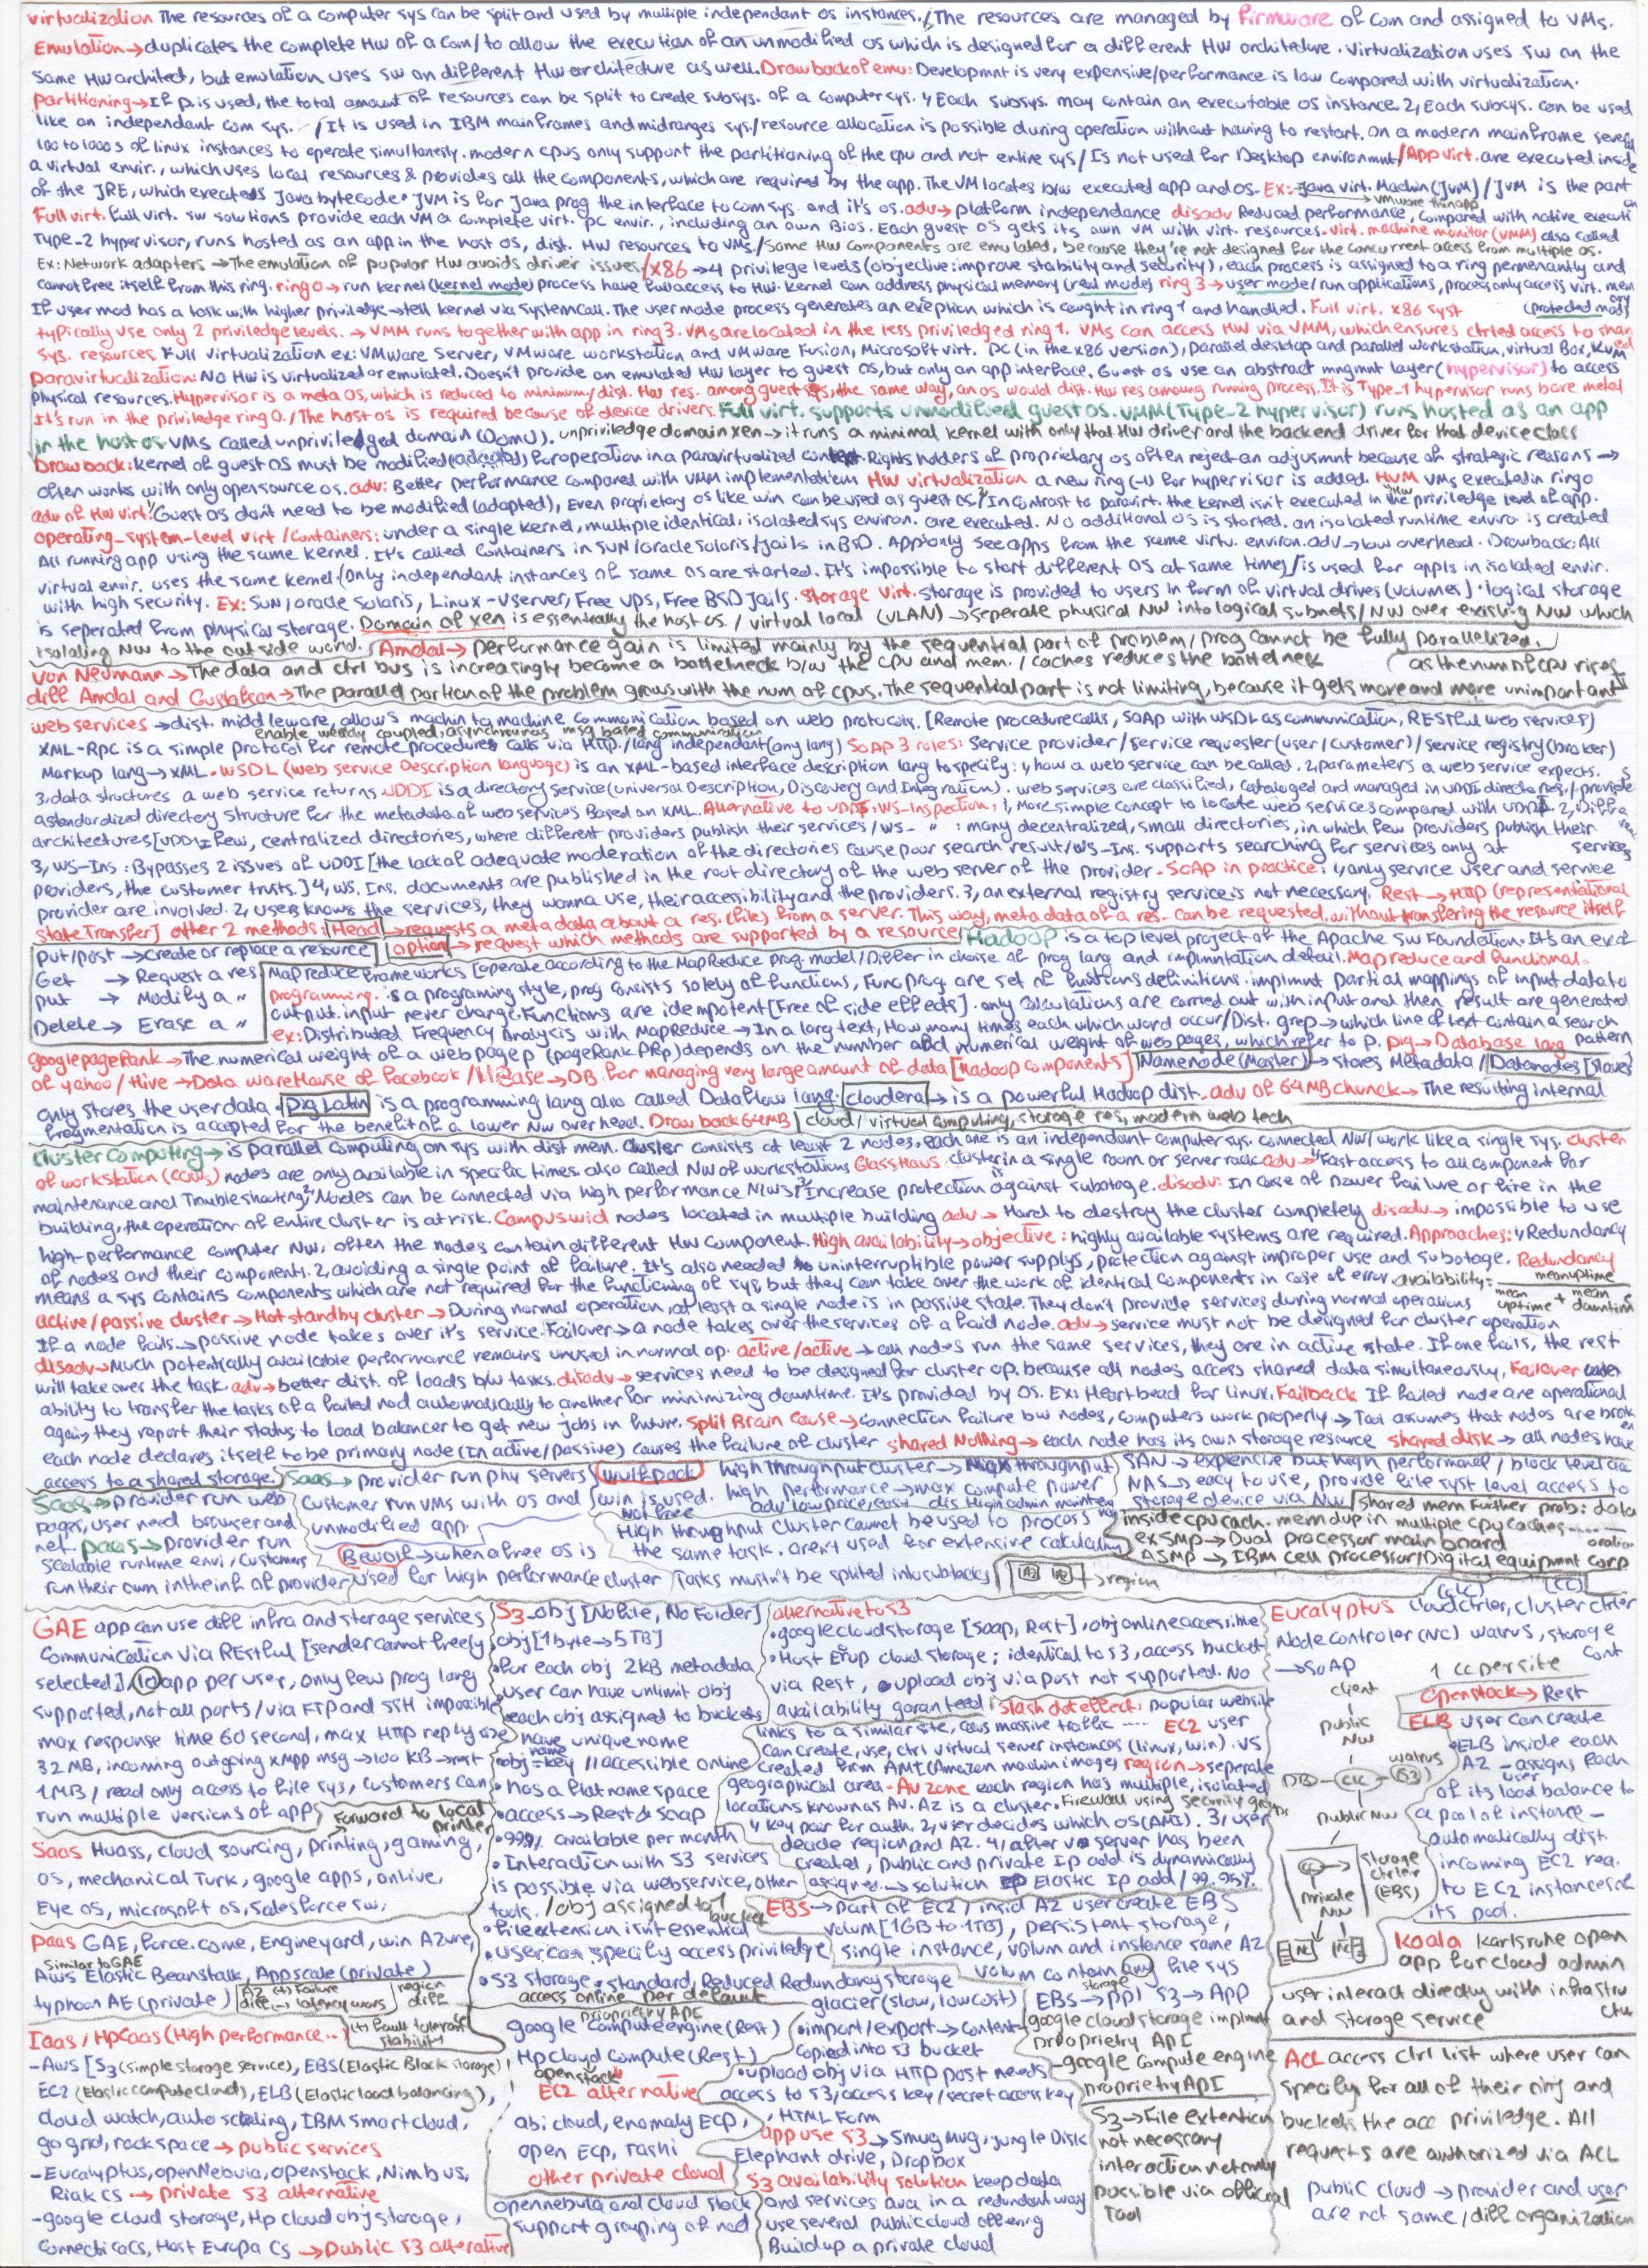 virtualization The resources of a computer sys can be split and used by multiple independant os instances./The resources are managed by Firmware of com and assigned to VMs.
Emulation→duplicates the complete HW of a com/to allow the execution of an unmodified os which is designed for a different HW architecture. Virtualization uses sw on the
same HW architect, but emulation uses sw on different HW architecture as well. Drawback of emu: Developmnt is very expensive/performance is low compared with virtualization.
partitioning→If p. is used, the total amount of resources can be split to create subsys. of a computer sys. 1, Each subsys. may contain an executable os instance. 2, Each subsys. can be used
like an independant com sys. /It is used in IBM mainframes and midranges sys/resource allocation is possible during operation without having to restart. on a modern mainframe
100 to 1000s of linux instances to operate simultanesly. modern cpus only support the partitioning of the cpu and not entire sys/Is not used for Desktop environmnt/App virt. are executed inside
a virtual envir., which uses local resources & provides all the components, which are required by the app. The VM locates b/w executed app and os. Ex:→Java virt. Machin(JVM)/JVM is the part
of the JRE, which executeds Java bytecode. JVM is for Java prog the interface to com sys. and it's os. adv→platform independance disadv Reduced performance, compared with native
vmware thinapp
Full virt. full virt. sw solutions provide each VM a complete virt. PC envir., including an own Bios. Each guest os gets its own VM with virt. resources. virt. machine monitor (VMM) also called
Type-2 hypervisor, runs hosted as an app in the host os, dist. HW resources to VMs./some HW components are emulated, because they're not designed for the concurrent access from multiple os.
Ex: Network adapters →The emulation of popular HW avoids driver issues./x86 →4 privilege levels (objective: improve stability and security), each process is assigned to a ring permenantly and
cannot free itself from this ring. ring 0→run kernel (kernel mode) process have full access to HW. Kernel can address physical memory (real mode) ring 3→user mode/run applications, process only access virt. mem
If user mod has a task with higher priviledge→tell kernel via system call. The user mode process generates an exeption which is caught in ring 1 and handled. Full virt. x86 syst (protected mod)
typically use only 2 priviledge levels. → VMM runs together with app in ring 3. VMs are located in the less priviledged ring 1. VMs can access HW via VMM, which ensures ctrled access to shared
sys. resources. Full virtualization ex: VMware Server, VMware workstation and VMware Fusion, Microsoft virt. PC (in the x86 version), parallel desktop and parallel workstation, virtual Box, KVM
paravirtualization: No HW is virtualized or emulated. Doesn't provide an emulated HW layer to guest os, but only an app interface. Guest os use an abstract mngmnt layer (hypervisor) to access
physical resources. Hypervisor is a meta os, which is reduced to minimum/dist. HW res. among guest os, the same way, an os would dist. HW res among running process. It is Type-1 hypervisor runs bare metal
It's run in the priviledge ring 0./The host os is required because of device drivers. Full virt. supports unmodified guest os. VMM (Type-2 hypervisor) runs hosted as an app
in the host os VMs called unpriviledged domain (DomU). unpriviledge domain xen→it runs a minimal kernel with only that HW driver and the backend driver for that device class
Drawback: kernel of guest os must be modified (adapted) for operation in a paravirtualized context. Rights holders of proprietary os often reject an adjusmnt because of strategic reasons →
often works with only open source os. adv: Better performance compared with VMM implementation HW virtualization a new ring (-1) for hypervisor is added. HVM VMs executed in ring 0
adv of HW virt: Guest os don't need to be modified (adapted), Even proprietary os like win can be used as guest os. In contrast to paravirt. the kernel isn't executed in the priviledge level of app.
operating-system-level virt /containers: under a single kernel, multiple identical, isolated sys environ. are executed. No additional os is started. an isolated runtime enviro is created
All running app using the same kernel. It's called containers in SUN/oracle solaris/jails in BSD. App only see apps from the same virtu. environ. adv→low overhead. Drawback: All
virtual envir. uses the same kernel (only independant instances of same os are started. It's impossible to start different os at same time)/is used for appls in isolated envir.
with high security. Ex: SUN/oracle Solaris, Linux-Vserver, Free VPS, Free BSD Jails. storage virt. storage is provided to users in form of virtual drives (volumes). logical storage
is seperated from physical storage. Domain 0 of xen is essentially the host os. / virtual local (VLAN) →seperate physical NW into logical subnets/NW over existing NW which
isolating NW to the outside world. Amdal→ performance gain is limited mainly by the sequential part of problem/prog cannot be fully parallelized.
von Neumann→The data and ctrl bus is increasingly become a bottelneck b/w the cpu and mem. / caches reduces the bottelneck (as the num of cpu rises
diff Amdal and Gustafson→The parallel portion of the problem grows with the num of cpus. The sequential part is not limiting, because it gets more and more unimportant
web services →dist. middleware, allows machin to machine communication based on web protocols. [Remote procedure calls, SOAP with WSDL as communication, RESTful web services)
enable weakly coupled, asynchronus msg based communication
XML-Rpc is a simple protocol for remote procedures calls via HTTP./lang independant (any lang) SOAP 3 roles: Service provider/service requester (user/customer)/service registry (broker)
Markup lang→XML. WSDL (web service Description language) is an XML-based interface description lang to specify: 1, how a web service can be called. 2, parameters a web service expects.
3, data structures a web service returns UDDI is a directory service (universal Description, Discovery and Integration). web services are classified, cataloged and managed in UDDI directories / provide
a standardized directory structure for the metadata of web services based on XML. Alternative to UDDI, WS-Inspection: 1, More simple concept to locate web services compared with UDDI 2, Differ
architectures [UDDI: few, centralized directories, where different providers publish their services/WS- " : many decentralized, small directories, in which few providers publish their services
3, WS-Ins: Bypasses 2 issues of UDDI [the lack of adequate moderation of the directories cause poor search result/WS-Ins. supports searching for services only at
providers, the customer trusts.] 4, WS. Ins. documents are published in the root directory of the web server of the provider. SOAP in practice: 1, only service user and service
provider are involved. 2, users knows the services, they wanna use, their accessibility and the providers. 3, an external registry service is not necessary. Rest → HTTP (representational
state Transfer] other 2 methods: Head →requests a metadata about a res. (file) from a server. This way, metadata of a res. can be requested without transfering the resource itself
put/post →Create or replace a resource option →request which methods are supported by a resource Hadoop is a top level project of the Apache SW Foundation.
Get → Request a res Map reduce frameworks [operate according to the MapReduce prog. model/Differ in choise of prog lang and implmntation detail. Map reduce and functional
put → Modify a " programing. is a programing style, prog consists solely of functions, Func prog. are set of functions definitions. implmnt partial mappings of input data to
Delete→ Erase a " output. input never change. Functions are idempotent [Free of side effects]. only calculations are carried out with input and then result are generated
ex: Distributed Frequency Analysis with MapReduce →In a larg text, How many times each which word occur/Dist. grep→which line of text contain a search pattern
google pageRank →The numerical weight of a web page p (pageRank PRp) depends on the number and numerical weight of web pages, which refer to p. pig→Database lang
of yahoo/Hive →Data wareHouse of Facebook/HBase→DB for managing very large amount of data [Hadoop components] Namenode (Master)→ stores Metadata/Datanodes [slaves]
only stores the user data. Pig Latin is a programming lang also called Data flow lang. cloudera → is a powerful Hadoop dist. adv of 64MB chunck → The resulting internal
fragmentation is accepted for the benefit of a lower NW over head. Draw back 64MB cloud/virtual computing, storage res, modern web tech
cluster Computing→ is parallel computing on sys with dist mem. Cluster consists at least 2 nodes, each one is an independant computer sys. connected NW/work like a single sys. cluster
of workstation (COWs) nodes are only available in specific times. also called NW of workstations Glass Haus cluster is in a single room or server rack. adv→ Fast access to all component for
maintenance and Trouble shooting. Nodes can be connected via high performance NWs. Increase protection against subotage. disadv: In case of power failure or fire in the
building, the operation of entire cluster is at risk. Campus wid nodes located in multiple building adv→ Hard to destroy the cluster completely disadv→ impossible to use
high-performance computer NW, often the nodes contain different HW component. High availability→objective: highly available systems are required. Approaches: 1, Redundancy
of nodes and their components. 2, avoiding a single point of failure. It's also needed to uninterruptible power supplys, protection against improper use and subotage. Redundancy
means a sys contains components which are not required for the functioning of sys, but they can take over the work of identical components in case of error. availability= mean uptime / mean uptime + mean downtime
active/passive cluster → Hot standby cluster → During normal operation, at least a single node is in passive state. They don't provide services during normal operations
If a node fails→passive node takes over it's service. Failover→ a node takes over the services of a faild node. adv→ service must not be designed for cluster operation
disadv→Much potentially available performance remains unused in normal op. active/active → all nodes run the same services, they are in active state. If one fails, the rest
will take over the task. adv→better dist. of loads b/w tasks. disadv→services need to be designed for cluster op. because all nodes access shared data simultaneously. Failover
ability to transfer the tasks of a failed nod automatically to another for minimizing downtime. It's provided by os. Ex: Heartbead for linux. Failback If failed node are operational
again, they report their status to load balancer to get new jobs in future. split Brain cause→connection failure bw nodes, computers work properly → Tool assumes that nodes are broken
each node declares itself to be primary node (In active/passive) causes the failure of cluster shared Nothing→ each node has its own storage resource shared disk→ all nodes have
access to a shared storage. Iaas→ provider run phy servers wulfpack high throughput cluster→ Max throughput SAN → expensive but high performance / block level
Saas→provider run web customer run VMs with os and win is used. high performance→max compute power NAS→easy to use, provide file syst level access to
pages, user need browser and unmodified app. Not free adv low price, easy dis High admin mainten storage device via NW shared mem further prob: data
net. paas→provider run High throughput cluster cannot be used to process inside cpu cach. mem dup in multiple cpu caches
scalable runtime envi, customers Bewolf→when a free os is the same task. aren't used for extensive calculation ex SMP→ Dual processor main board
run their own in the inf of provider used for high performance cluster Tasks mustn't be splited into subtasks ASMP→ IBM cell processor/Digital equipmnt corp
AZ AZ →region
GAE app can use diff infra and storage services
communication via RESTful [sender cannot freely
selected], 10 app per user, only few prog lang
supported, not all ports/via FTP and SSH impossible
max response time 60 second, max HTTP reply size
32MB, incoming outgoing xmpp msg→100 KB→rest
1MB/ read only access to file sys, customers can
run multiple versions of app Forward to local printer
Saas Huass, cloud sourcing, printing, gaming,
os, mechanical Turk, google apps, onlive,
Eye os, microsoft os, salesforce sw,
paas GAE, force.come, Engineyard, win AZure,
Similar to GAE
Aws Elastic Beanstalk, Appscale (private)
typhoon AE (private) AZ diff (+) failure (-) latency wors region diff
Iaas / HPCaas (High performance..) (+) fault toleran stability
-Aws [S3 (simple storage service), EBS (Elastic Block storage),
EC2 (Elastic compute cloud), ELB (Elastic load balancing),
cloud watch, auto scaling, IBM smart cloud,
go grid, rackspace → public services
-Eucalyptus, openNebula, openstack, Nimbus,
Riak CS → private S3 alternative
-google cloud storage, Hp cloud obj storage,
Connectria CS, Host Europa CS →public S3 alterative
S3 -obj [No file, No Folder]
obj [1byte→5TB]
•for each obj 2KB metadata
•user can have unlimit obj
•each obj assigned to buckets
have unique name
•obj name=key //accessible online
•has a flat name space
•access→ Rest & soap
•99% available per month
•Interaction with S3 services
is possible via webservice, other
tools. /obj assigned to 1 bucket
•file extension isn't essential
•user can specify access priviledge
•S3 storage: standard, Reduced Redundancy storage
access online per default glacier (slow, low cost)
proprietry API
google compute engine (Rest)
Hp cloud compute (Rest)
openstack
EC2 alternative
abi cloud, enomaly ECP,
open ECP, Tashi
other private cloud
opennebula and cloud stack
support grouping of nod
alternative to S3
•google cloud storage [soap, Rest], obj online accessible
•Host Erup cloud storage; identical to S3, access bucket
via Rest, •upload obj via post not supported. No
availability garanteed Slash dot effect: popular website
links to a similar site, caus massive traffic .... EC2 user
can create, use, ctrl virtual server instances (linux, win). VS
created from AMI (Amazon machin image) region→seperate
geographical area. AV zone each region has multiple, isolated
locations known as AV. AZ is a cluster. Firewall using security groups
1, key pair for auth. 2, user decides which os (AMI). 3, user
decide region and AZ. 4, after VS server has been
created, public and private Ip add is dynamically
assigned → solution Elastic Ip add / 99.95%
EBS→part of EC2/insid AZ user create EBS
volum [1GB to 1TB], persistent storage,
single instance, volum and instance same AZ
volum contain any file sys
•import/export→ content
copied into S3 bucket
•upload obj via HTTP post needs
access to S3, access key/secret access key,
HTML Form
app use S3→ Smug Mug, Jungle Disk
Elephant drive, Dropbox
S3 availability solution keep data
and services ava in a redundant way
use several public cloud offering
Build up a private cloud
storage
EBS→ppl S3→ App
google cloud storage implmnt
proprietry API
-google compute engine
proprietry API
S3→File extention
not necessary
interaction not only
possible via official
Tool
(CLC) (CC)
Eucalyptus cloud ctrler, cluster ctrler
Node controler (NC) walrus, storage cont
→SOAP 1 cc per site
client
public NW
DB CLC walrus (S3)
public NW
CC storage ctrler (EBS)
private NW
NC NC
openstack→ Rest
ELB user can create
•ELB inside each
AZ -assigns each
of its user load balance to
a pool of instance -
automatically dist
incoming EC2 req.
to EC2 instances of
its pool.
Koala Karlsruhe open
app for cloud admin
user interact directly with infrastru
and storage service
ACL access ctrl list where user can
specify for all of their obj and
buckets the acc priviledge. All
requests are authorized via ACL
public cloud → provider and user
are not same/diff organization